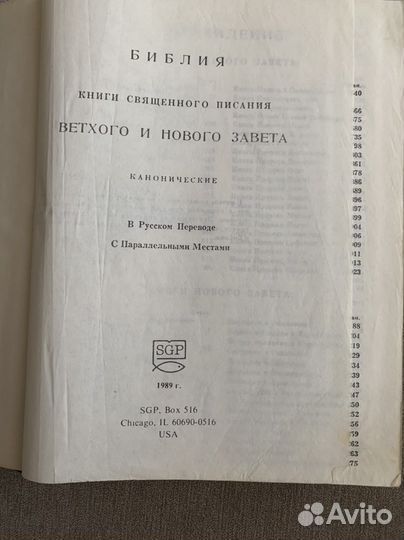 БИБЛИЯ
КНИГИ СВЯЩЕННОГО ПИСАНИЯ
ВЕТХОГО И НОВОГО ЗАВЕТА
КАНОНИЧЕСКИЕ
В Русском Переводе
С Параллельными Местами
SGP
1989 г.
SGP, Box 516
Chicago, IL 60690-0516
USA
Avito